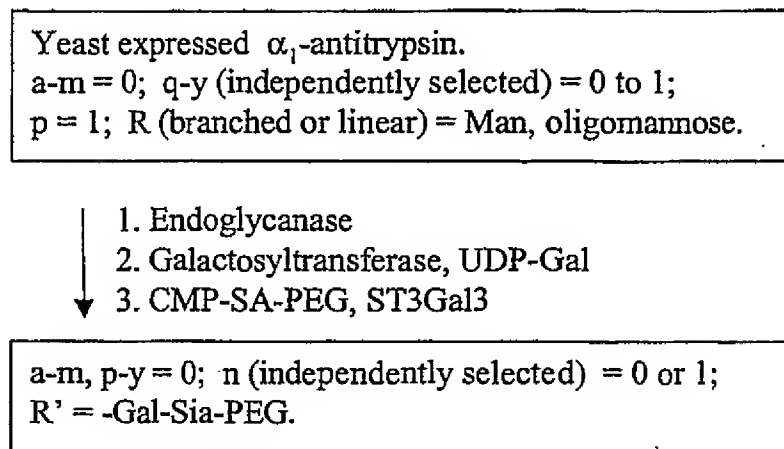 Yeast expressed α₁-antitrypsin.
a-m = 0; q-y (independently selected) = 0 to 1;
p = 1; R (branched or linear) = Man, oligomannose.
1. Endoglycanase
2. Galactosyltransferase, UDP-Gal
3. CMP-SA-PEG, ST3Gal3
a-m, p-y = 0; n (independently selected) = 0 or 1;
R' = -Gal-Sia-PEG.